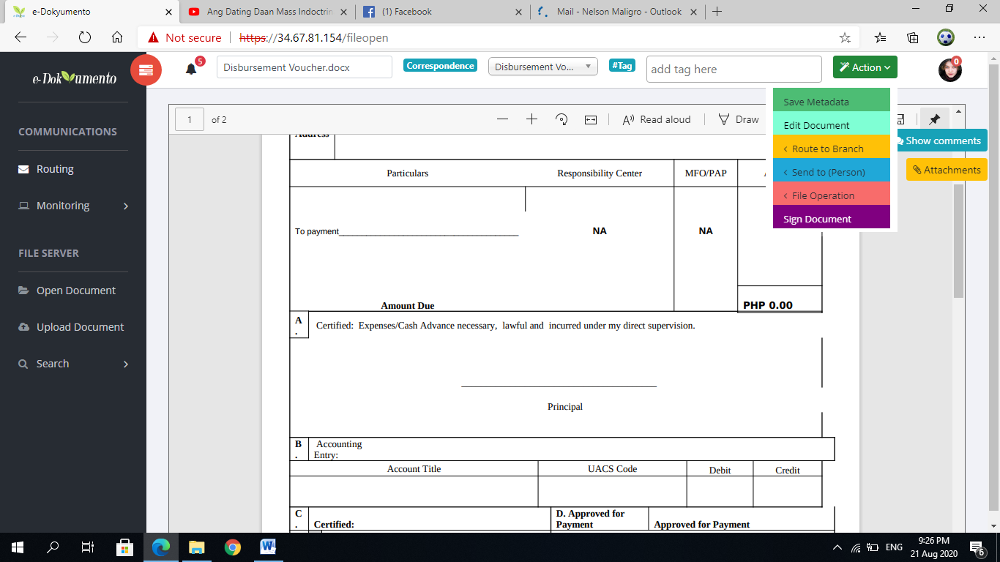 e-Dokyumento
Ang Dating Daan Mass Indoctrin
(1) Facebook
Mail - Nelson Maligro - Outlook
Not secure
https://34.67.81.154/fileopen
e-Dokyumento
5
Disbursement Voucher.docx
Correspondence
Disbursement Vo...
#Tag
add tag here
Action
0
Save Metadata
Edit Document
< Route to Branch
< Send to (Person)
< File Operation
Sign Document
COMMUNICATIONS
Routing
Monitoring
FILE SERVER
Open Document
Upload Document
Search
1
of 2
Read aloud
Draw
Show comments
Attachments
Address
Particulars
Responsibility Center
MFO/PAP
To payment
NA
NA
Amount Due
PHP 0.00
A
.
Certified: Expenses/Cash Advance necessary, lawful and incurred under my direct supervision.
Principal
B
.
Accounting
Entry:
Account Title
UACS Code
Debit
Credit
C
.
Certified:
D. Approved for
Payment
Approved for Payment
ENG
9:26 PM
21 Aug 2020
6